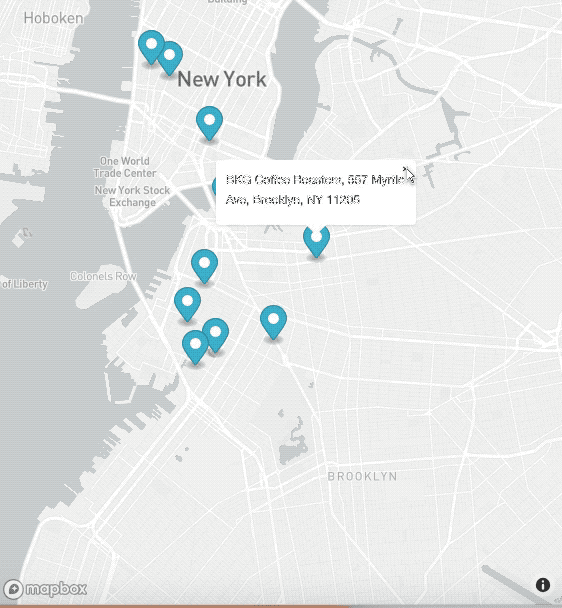 Hoboken
Building
New York
One World
Trade Center
New York Stock
Exchange
BKG Coffee Roasters, 557 Myrtle
Ave, Brooklyn, NY 11205
Colonels Row
of Liberty
BROOKLYN
mapbox